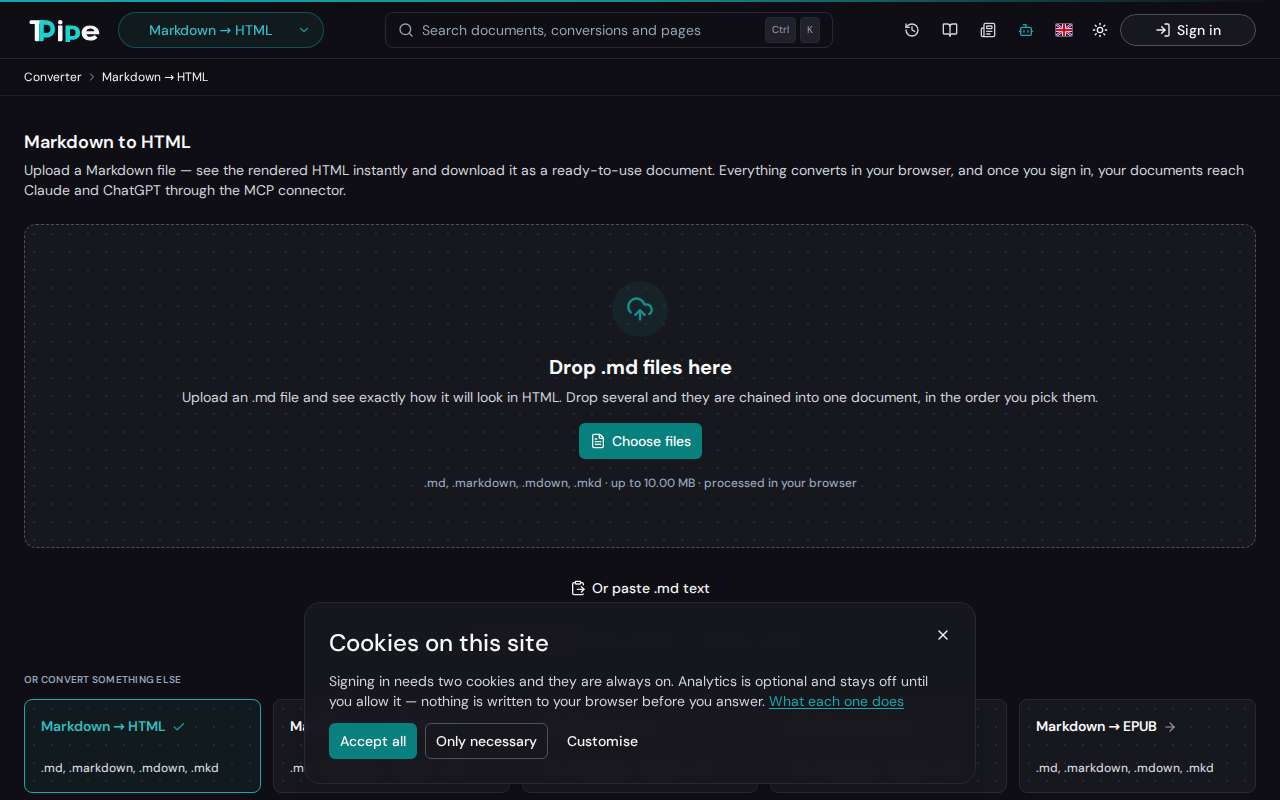 TPipe
Markdown → HTML
Search documents, conversions and pages
Ctrl
K
Sign in
Converter
Markdown → HTML
Markdown to HTML
Upload a Markdown file — see the rendered HTML instantly and download it as a ready-to-use document. Everything converts in your browser, and once you sign in, your documents reach
Claude and ChatGPT through the MCP connector.
Drop .md files here
Upload an .md file and see exactly how it will look in HTML. Drop several and they are chained into one document, in the order you pick them.
Choose files
.md, .markdown, .mdown, .mkd · up to 10.00 MB · processed in your browser
Or paste .md text
Cookies on this site
Signing in needs two cookies and they are always on. Analytics is optional and stays off until
you allow it — nothing is written to your browser before you answer. What each one does
Accept all
Only necessary
Customise
OR CONVERT SOMETHING ELSE
Markdown → HTML
.md, .markdown, .mdown, .mkd
Markdown → EPUB →
.md, .markdown, .mdown, .mkd